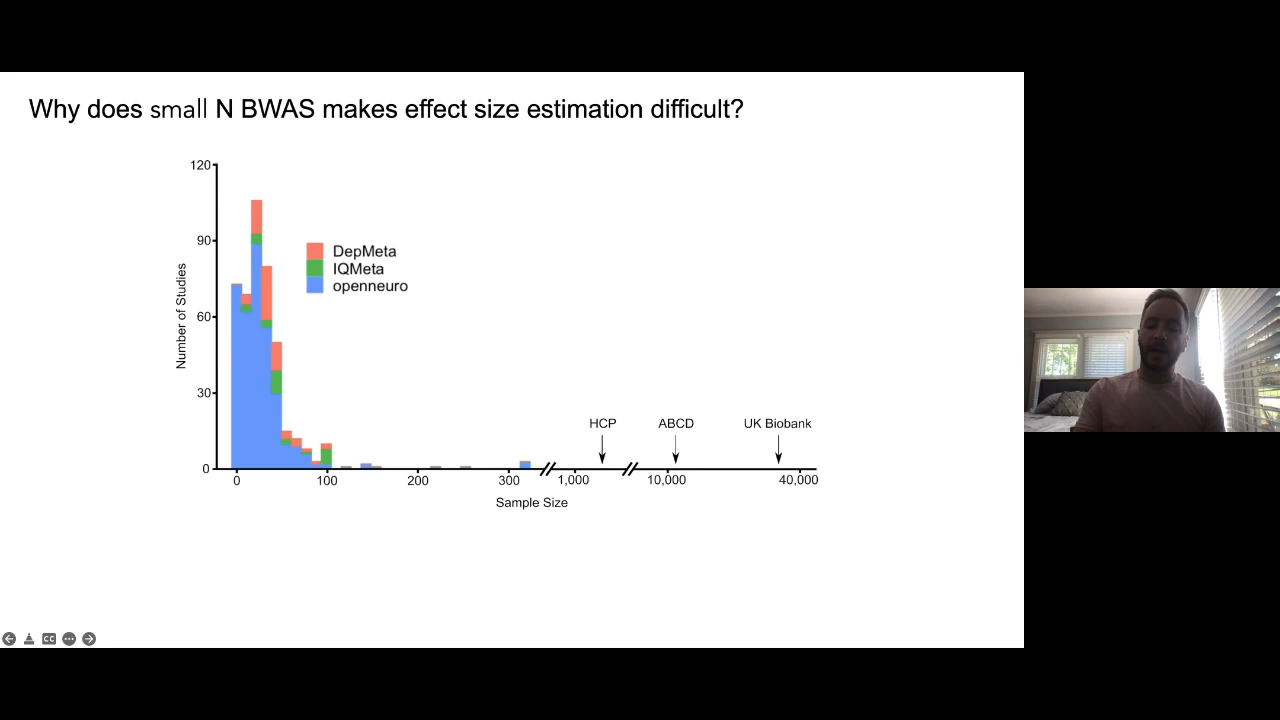 Why does small N BWAS makes effect size estimation difficult?
120
90
60
30
0
Number of Studies
DepMeta
IQMeta
openneuro
HCP
ABCD
UK Biobank
0
100
200
300
1,000
10,000
40,000
Sample Size
CC